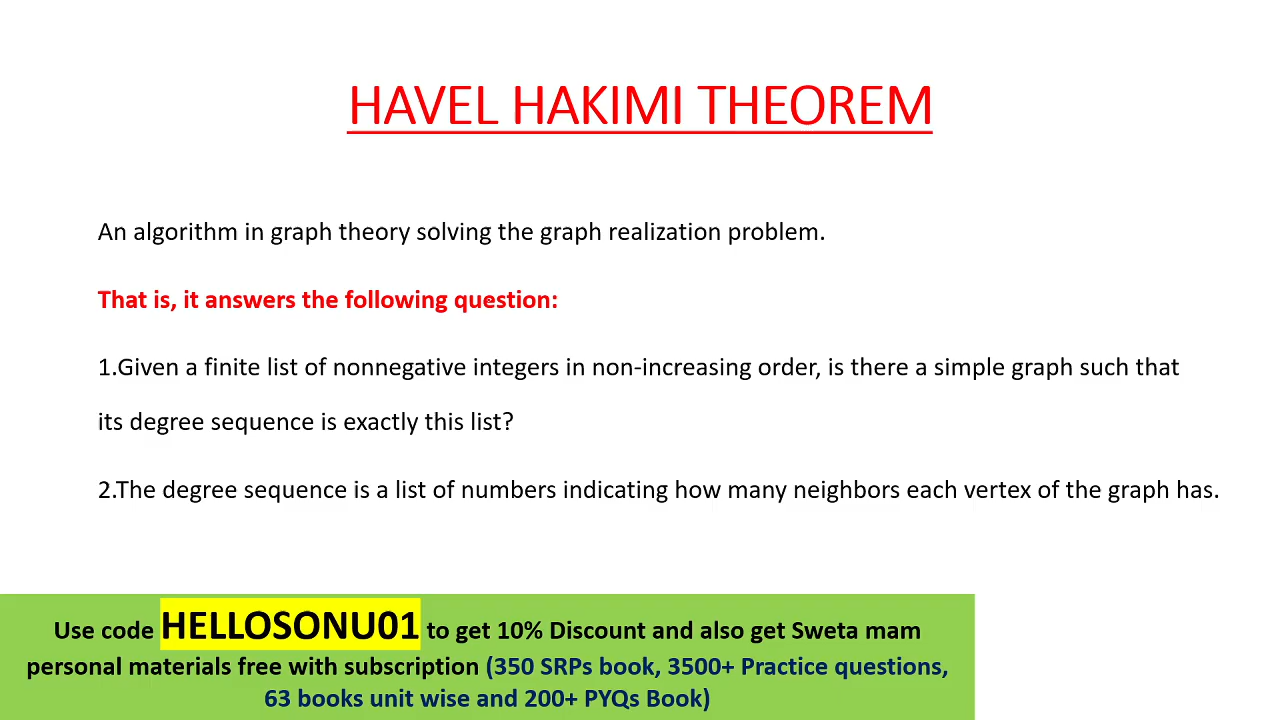 HAVEL HAKIMI THEOREM
An algorithm in graph theory solving the graph realization problem.
That is, it answers the following question:
1.Given a finite list of nonnegative integers in non-increasing order, is there a simple graph such that
its degree sequence is exactly this list?
2.The degree sequence is a list of numbers indicating how many neighbors each vertex of the graph has.
Use code HELLOSONU01 to get 10% Discount and also get Sweta mam
personal materials free with subscription (350 SRPs book, 3500+ Practice questions,
63 books unit wise and 200+ PYQs Book)